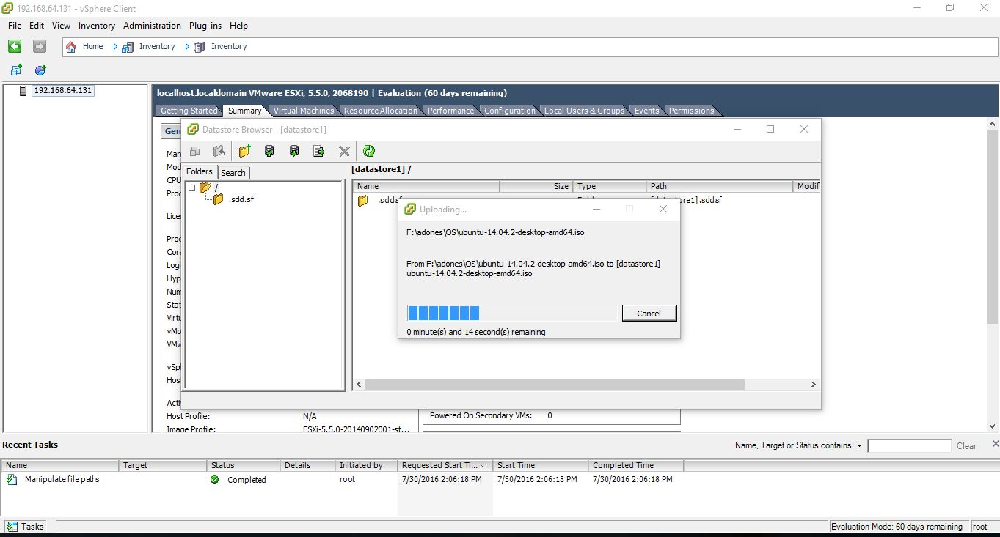 192.168.64.131 - vSphere Client
File Edit View Inventory Administration Plug-ins Help
Home Inventory Inventory
192.168.64.131
localhost.localdomain VMware ESXi, 5.5.0, 2068190 | Evaluation (60 days remaining)
Getting Started Summary Virtual Machines Resource Allocation Performance Configuration Local Users & Groups Events Permissions
Gen
Man
Mod
CPU
Proc
Licen
Proc
Core
Logi
Hyp
Num
Stat
Virtu
vMo
VMw
vSpl
Host
Acti
Host Profile: N/A
Image Profile: ESXi-5.5.0-20140902001-st...
Datastore Browser - [datastore1]
Folders Search
/
.sdd.sf
[datastore1] /
Name Size Type Path Modif
.sdd.sf [datastore1] .sdd.sf
Uploading...
F:\adones\OS\ubuntu-14.04.2-desktop-amd64.iso
From F:\adones\OS\ubuntu-14.04.2-desktop-amd64.iso to [datastore1]
ubuntu-14.04.2-desktop-amd64.iso
Cancel
0 minute(s) and 14 second(s) remaining
Powered On Secondary VMs: 0
Recent Tasks
Name, Target or Status contains: Clear
Name Target Status Details Initiated by Requested Start Ti... Start Time Completed Time
Manipulate file paths Completed root 7/30/2016 2:06:18 PM 7/30/2016 2:06:18 PM 7/30/2016 2:06:18 PM
Tasks
Evaluation Mode: 60 days remaining root